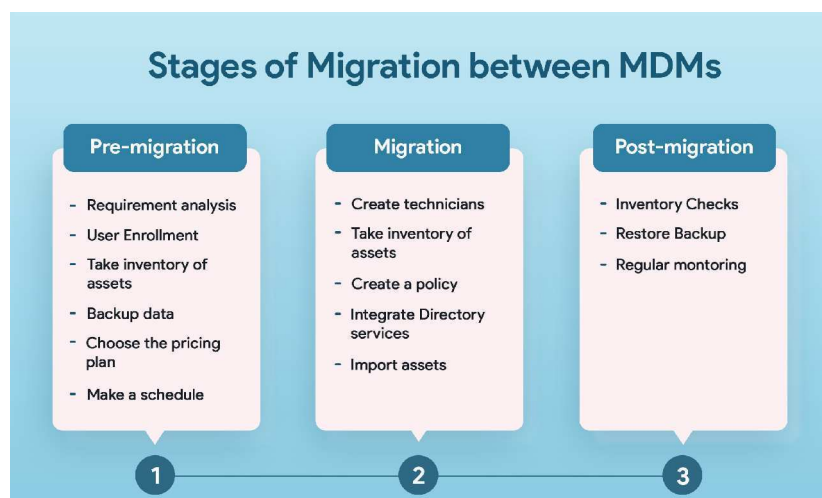 Stages of Migration between MDMs
Pre-migration
- Requirement analysis
- User Enrollment
- Take inventory of
assets
- Backup data
- Choose the pricing
plan
- Make a schedule
1
Migration
- Create technicians
- Take inventory of
assets
- Create a policy
- Integrate Directory
services
- Import assets
2
Post-migration
- Inventory Checks
- Restore Backup
- Regular montoring
3